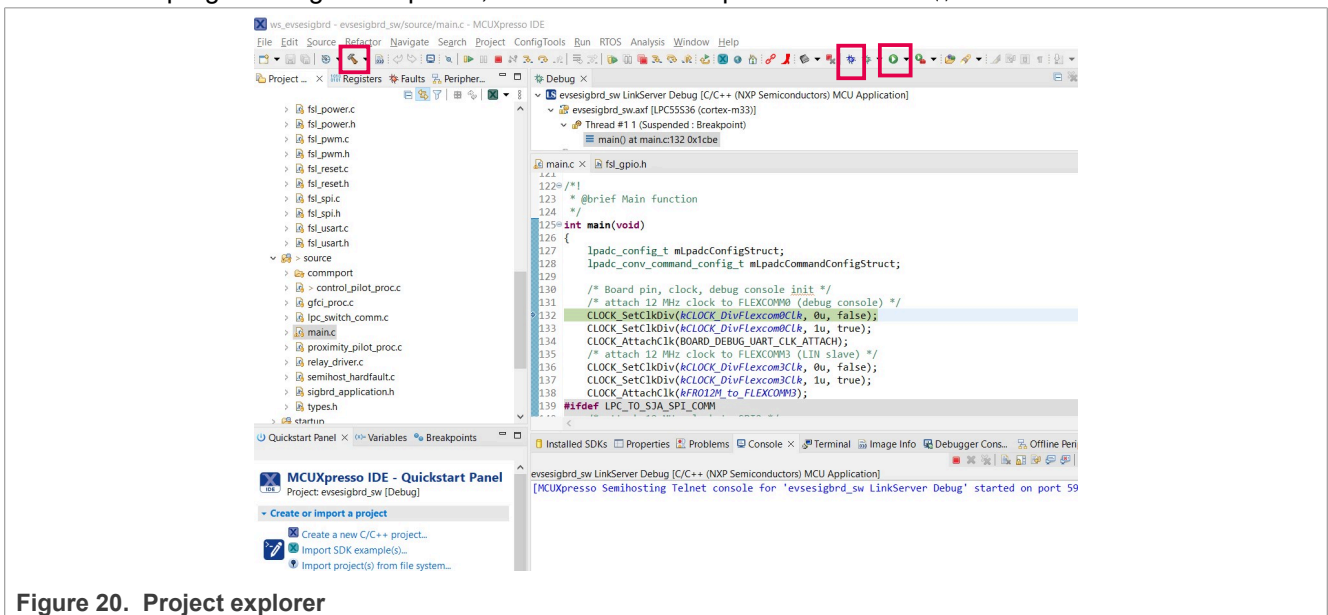 ws_evsesigbrd - evsesigbrd_sw/source/main.c - MCUXpresso IDE
File Edit Source Refactor Navigate Search Project ConfigTools Run RTOS Analysis Window Help
Project ... Registers Faults Peripher...
fsl_power.c
fsl_power.h
fsl_pwm.c
fsl_pwm.h
fsl_reset.c
fsl_reset.h
fsl_spi.c
fsl_spi.h
fsl_usart.c
fsl_usart.h
> source
commport
> control_pilot_proc.c
gfci_proc.c
lpc_switch_comm.c
main.c
proximity_pilot_proc.c
relay_driver.c
semihost_hardfault.c
sigbrd_application.h
types.h
startup
Debug
evsesigbrd_sw LinkServer Debug [C/C++ (NXP Semiconductors) MCU Application]
evsesigbrd_sw.axf [LPC55S36 (cortex-m33)]
Thread #1 1 (Suspended : Breakpoint)
main() at main.c:132 0x1cbe
main.c fsl_gpio.h
121
122 /*!
123 * @brief Main function
124 */
125 int main(void)
126 {
127 lpadc_config_t mLpadcConfigStruct;
128 lpadc_conv_command_config_t mLpadcCommandConfigStruct;
129
130 /* Board pin, clock, debug console init */
131 /* attach 12 MHz clock to FLEXCOMM0 (debug console) */
132 CLOCK_SetClkDiv(kCLOCK_DivFlexcom0Clk, 0u, false);
133 CLOCK_SetClkDiv(kCLOCK_DivFlexcom0Clk, 1u, true);
134 CLOCK_AttachClk(BOARD_DEBUG_UART_CLK_ATTACH);
135 /* attach 12 MHz clock to FLEXCOMM3 (LIN slave) */
136 CLOCK_SetClkDiv(kCLOCK_DivFlexcom3Clk, 0u, false);
137 CLOCK_SetClkDiv(kCLOCK_DivFlexcom3Clk, 1u, true);
138 CLOCK_AttachClk(kFRO12M_to_FLEXCOMM3);
139 #ifdef LPC_TO_SJA_SPI_COMM
Quickstart Panel Variables Breakpoints
MCUXpresso IDE - Quickstart Panel
Project: evsesigbrd_sw [Debug]
Create or import a project
Create a new C/C++ project...
Import SDK example(s)...
Import project(s) from file system...
Installed SDKs Properties Problems Console Terminal Image Info Debugger Cons... Offline Peri
evsesigbrd_sw LinkServer Debug [C/C++ (NXP Semiconductors) MCU Application]
[MCUXpresso Semihosting Telnet console for 'evsesigbrd_sw LinkServer Debug' started on port 59
Figure 20. Project explorer